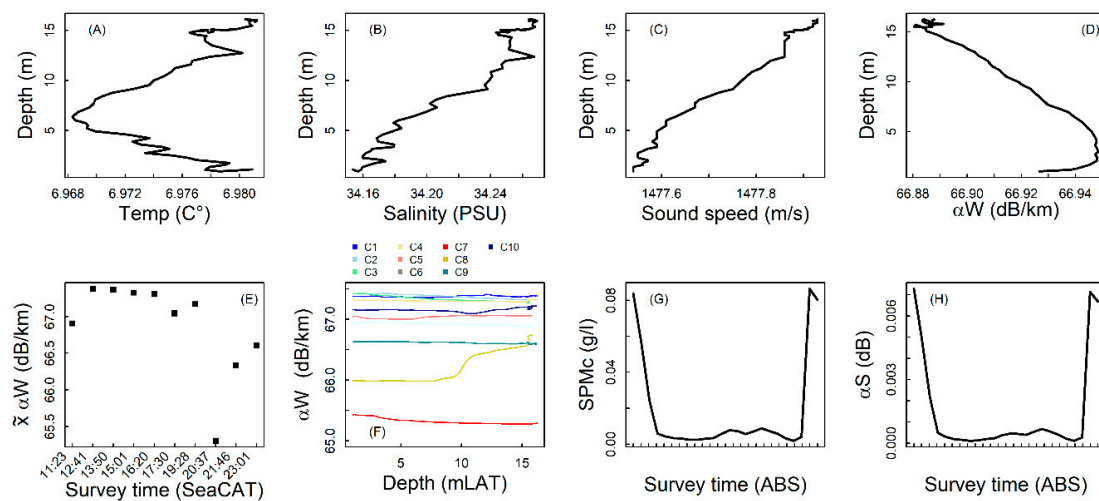 (A)
Depth (m)
5 10 15
6.968 6.972 6.976 6.980
Temp (C°)
(B)
Depth (m)
5 10 15
34.16 34.20 34.24
Salinity (PSU)
(C)
Depth (m)
5 10 15
1477.6 1477.8
Sound speed (m/s)
(D)
Depth (m)
5 10 15
66.88 66.90 66.92 66.94
αW (dB/km)
(E)
x̃ αW (dB/km)
65.5 66.0 66.5 67.0
11:23
12:41
13:50
15:01
16:20
17:30
19:28
20:37
21:46
23:01
Survey time (SeaCAT)
C1 C4 C7 C10
C2 C5 C8
C3 C6 C9
αW (dB/km)
65.0 66.0 67.0
(F)
5 10 15
Depth (mLAT)
(G)
SPMc (g/l)
0.00 0.04 0.08
Survey time (ABS)
(H)
αS (dB)
0.000 0.003 0.006
Survey time (ABS)